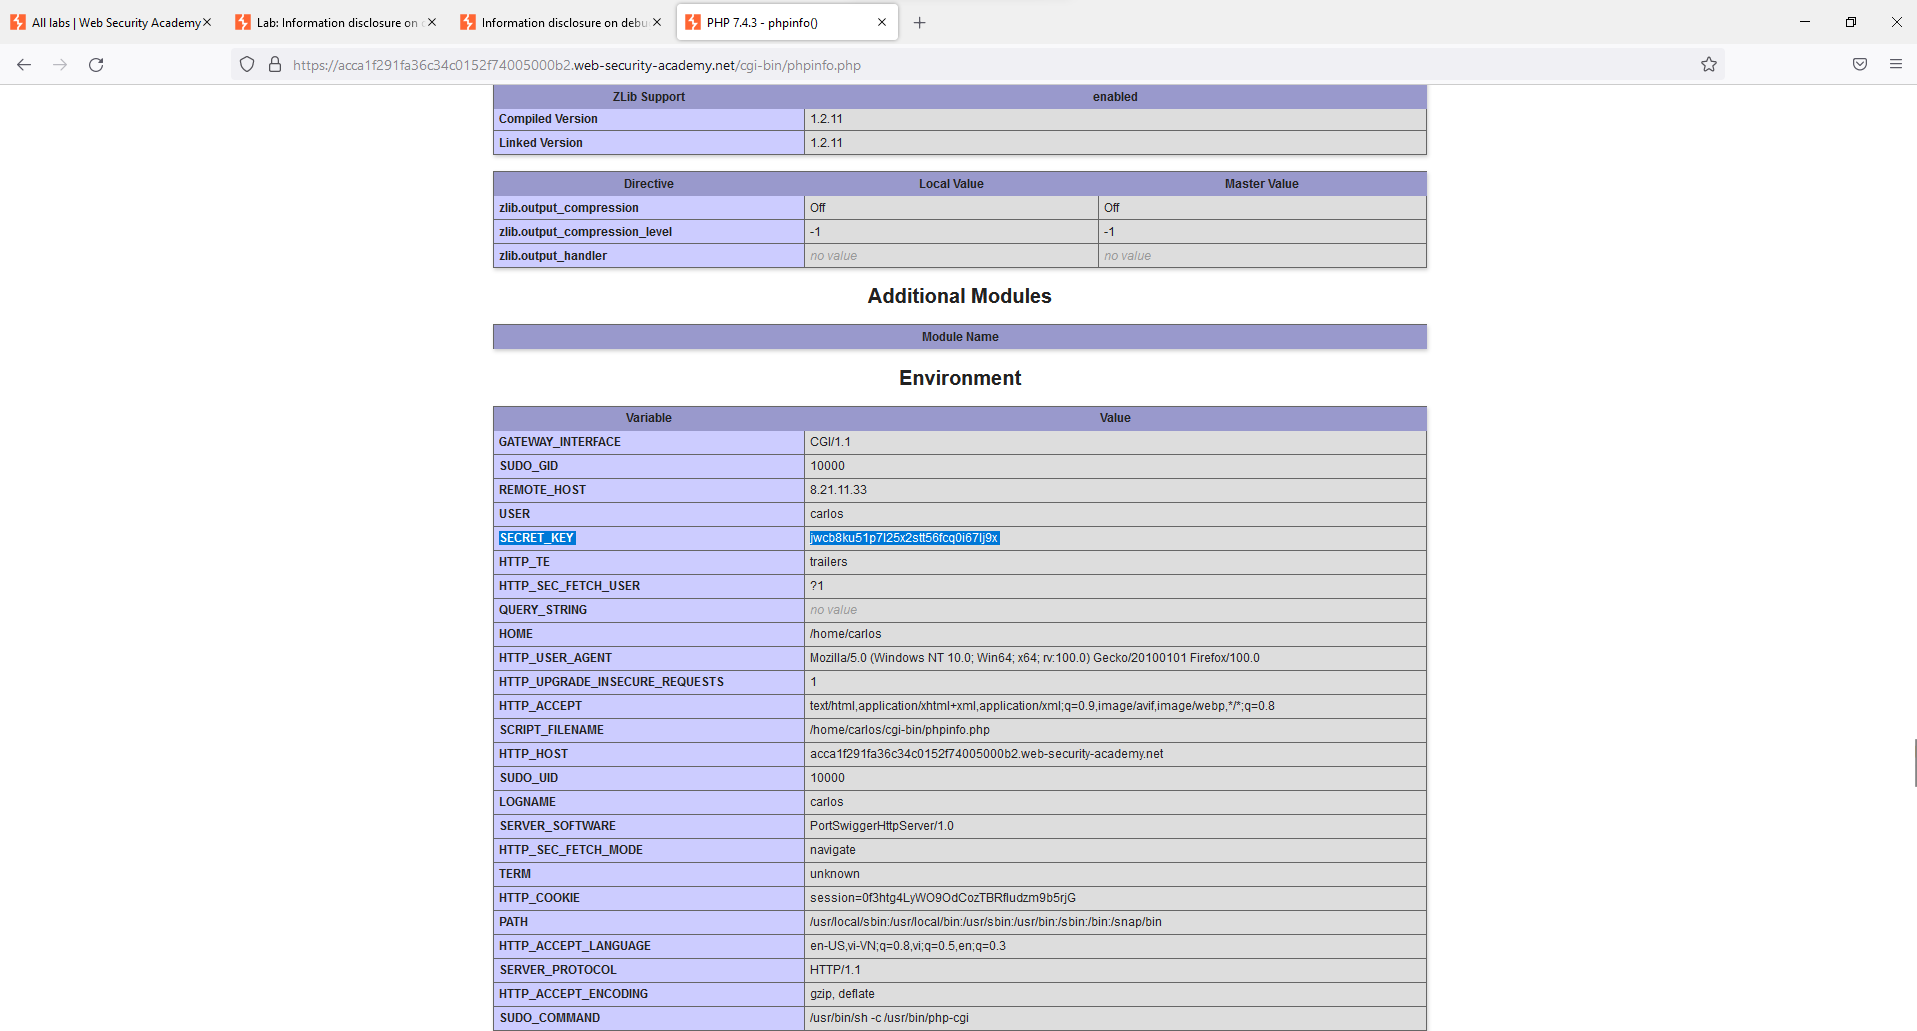 All labs | Web Security Academy
Lab: Information disclosure on
Information disclosure on debu
PHP 7.4.3 - phpinfo()
https://acca1f291fa36c34c0152f74005000b2.web-security-academy.net/cgi-bin/phpinfo.php
ZLib Support enabled
Compiled Version 1.2.11
Linked Version 1.2.11
Directive Local Value Master Value
zlib.output_compression Off Off
zlib.output_compression_level -1 -1
zlib.output_handler no value no value
Additional Modules
Module Name
Environment
Variable Value
GATEWAY_INTERFACE CGI/1.1
SUDO_GID 10000
REMOTE_HOST 8.21.11.33
USER carlos
SECRET_KEY jwcb8ku51p7l25x2stt56fcq0i67lj9x
HTTP_TE trailers
HTTP_SEC_FETCH_USER ?1
QUERY_STRING no value
HOME /home/carlos
HTTP_USER_AGENT Mozilla/5.0 (Windows NT 10.0; Win64; x64; rv:100.0) Gecko/20100101 Firefox/100.0
HTTP_UPGRADE_INSECURE_REQUESTS 1
HTTP_ACCEPT text/html,application/xhtml+xml,application/xml;q=0.9,image/avif,image/webp,*/*;q=0.8
SCRIPT_FILENAME /home/carlos/cgi-bin/phpinfo.php
HTTP_HOST acca1f291fa36c34c0152f74005000b2.web-security-academy.net
SUDO_UID 10000
LOGNAME carlos
SERVER_SOFTWARE PortSwiggerHttpServer/1.0
HTTP_SEC_FETCH_MODE navigate
TERM unknown
HTTP_COOKIE session=0f3htg4LyWO9OdCozTBRfludzm9b5rjG
PATH /usr/local/sbin:/usr/local/bin:/usr/sbin:/usr/bin:/sbin:/bin:/snap/bin
HTTP_ACCEPT_LANGUAGE en-US,vi-VN;q=0.8,vi;q=0.5,en;q=0.3
SERVER_PROTOCOL HTTP/1.1
HTTP_ACCEPT_ENCODING gzip, deflate
SUDO_COMMAND /usr/bin/sh -c /usr/bin/php-cgi